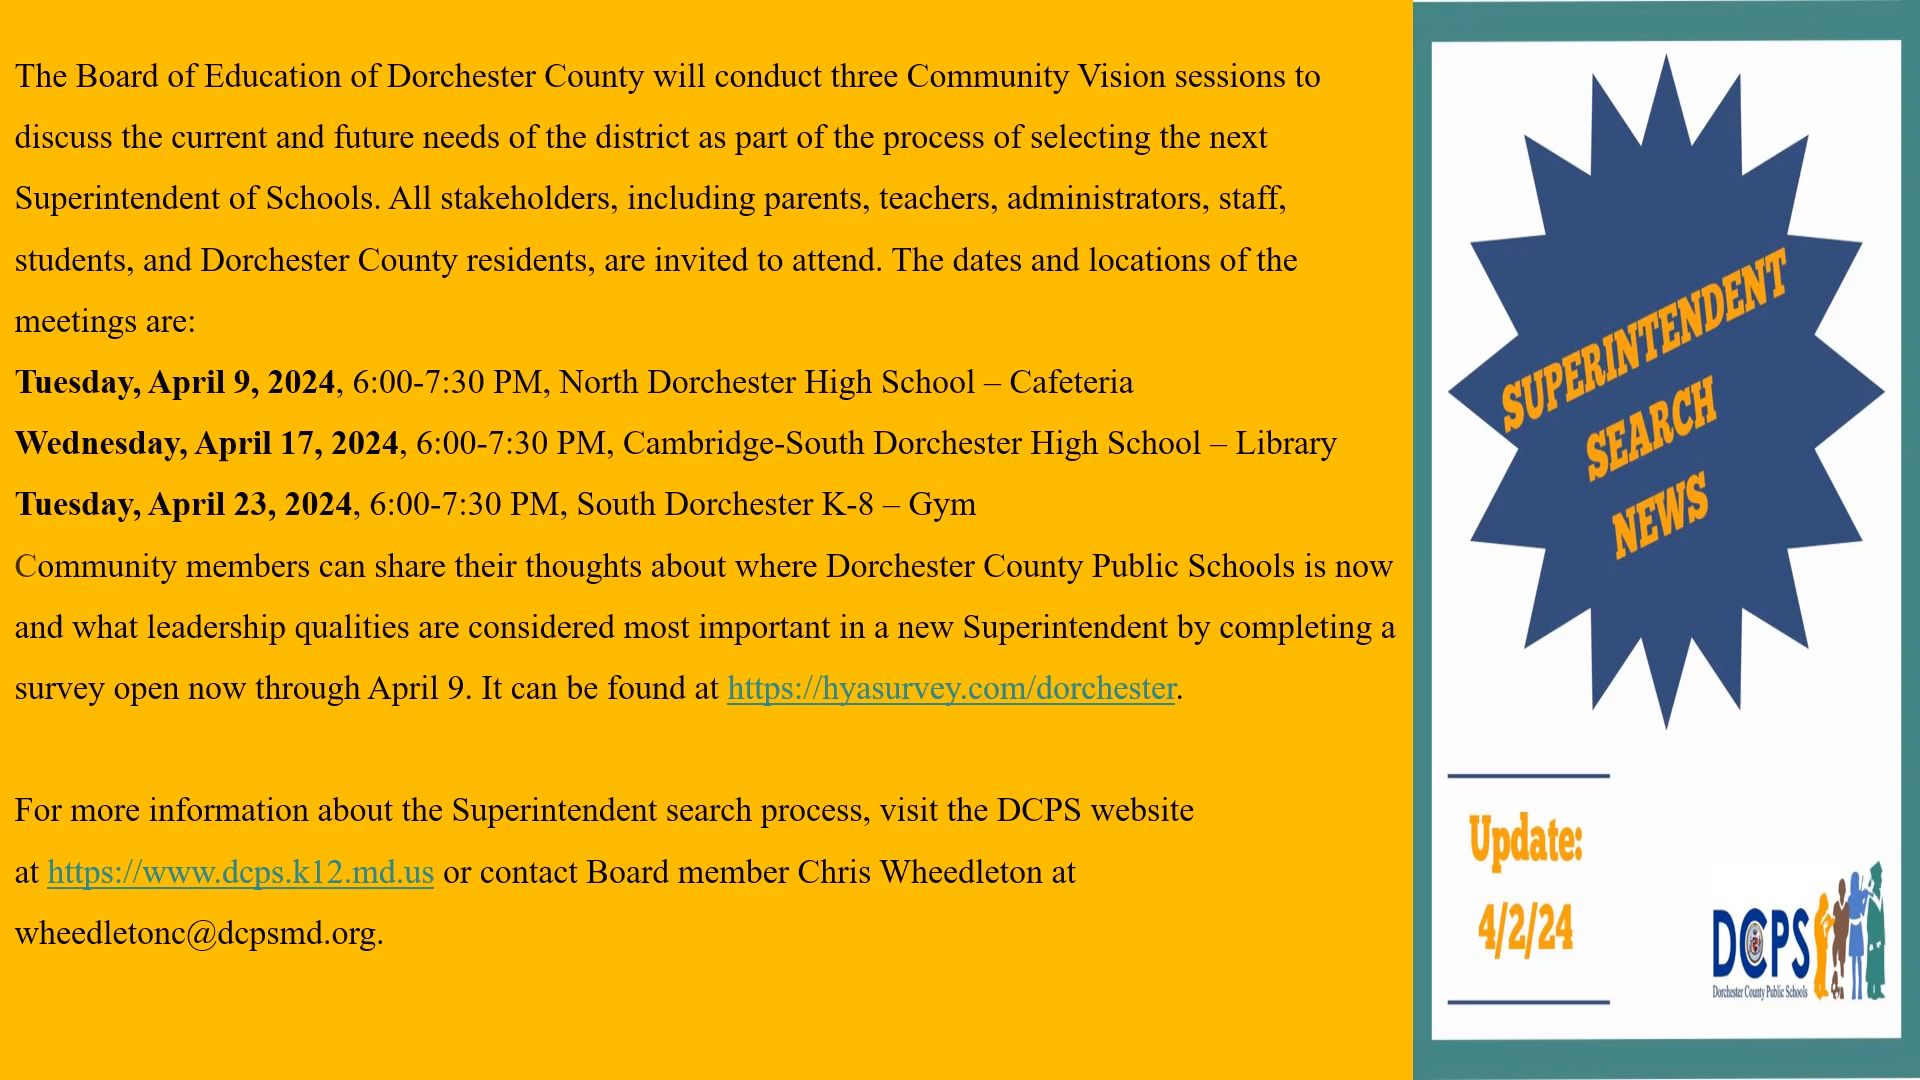 The Board of Education of Dorchester County will conduct three Community Vision sessions to
discuss the current and future needs of the district as part of the process of selecting the next
Superintendent of Schools. All stakeholders, including parents, teachers, administrators, staff,
students, and Dorchester County residents, are invited to attend. The dates and locations of the
meetings are:
Tuesday, April 9, 2024, 6:00-7:30 PM, North Dorchester High School – Cafeteria
Wednesday, April 17, 2024, 6:00-7:30 PM, Cambridge-South Dorchester High School – Library
Tuesday, April 23, 2024, 6:00-7:30 PM, South Dorchester K-8 – Gym
Community members can share their thoughts about where Dorchester County Public Schools is now
and what leadership qualities are considered most important in a new Superintendent by completing a
survey open now through April 9. It can be found at https://hyasurvey.com/dorchester.
For more information about the Superintendent search process, visit the DCPS website
at https://www.dcps.k12.md.us or contact Board member Chris Wheedleton at
wheedletonc@dcpsmd.org.
SUPERINTENDENT
SEARCH
NEWS
Update:
4/2/24
DCPS
Dorchester County Public Schools